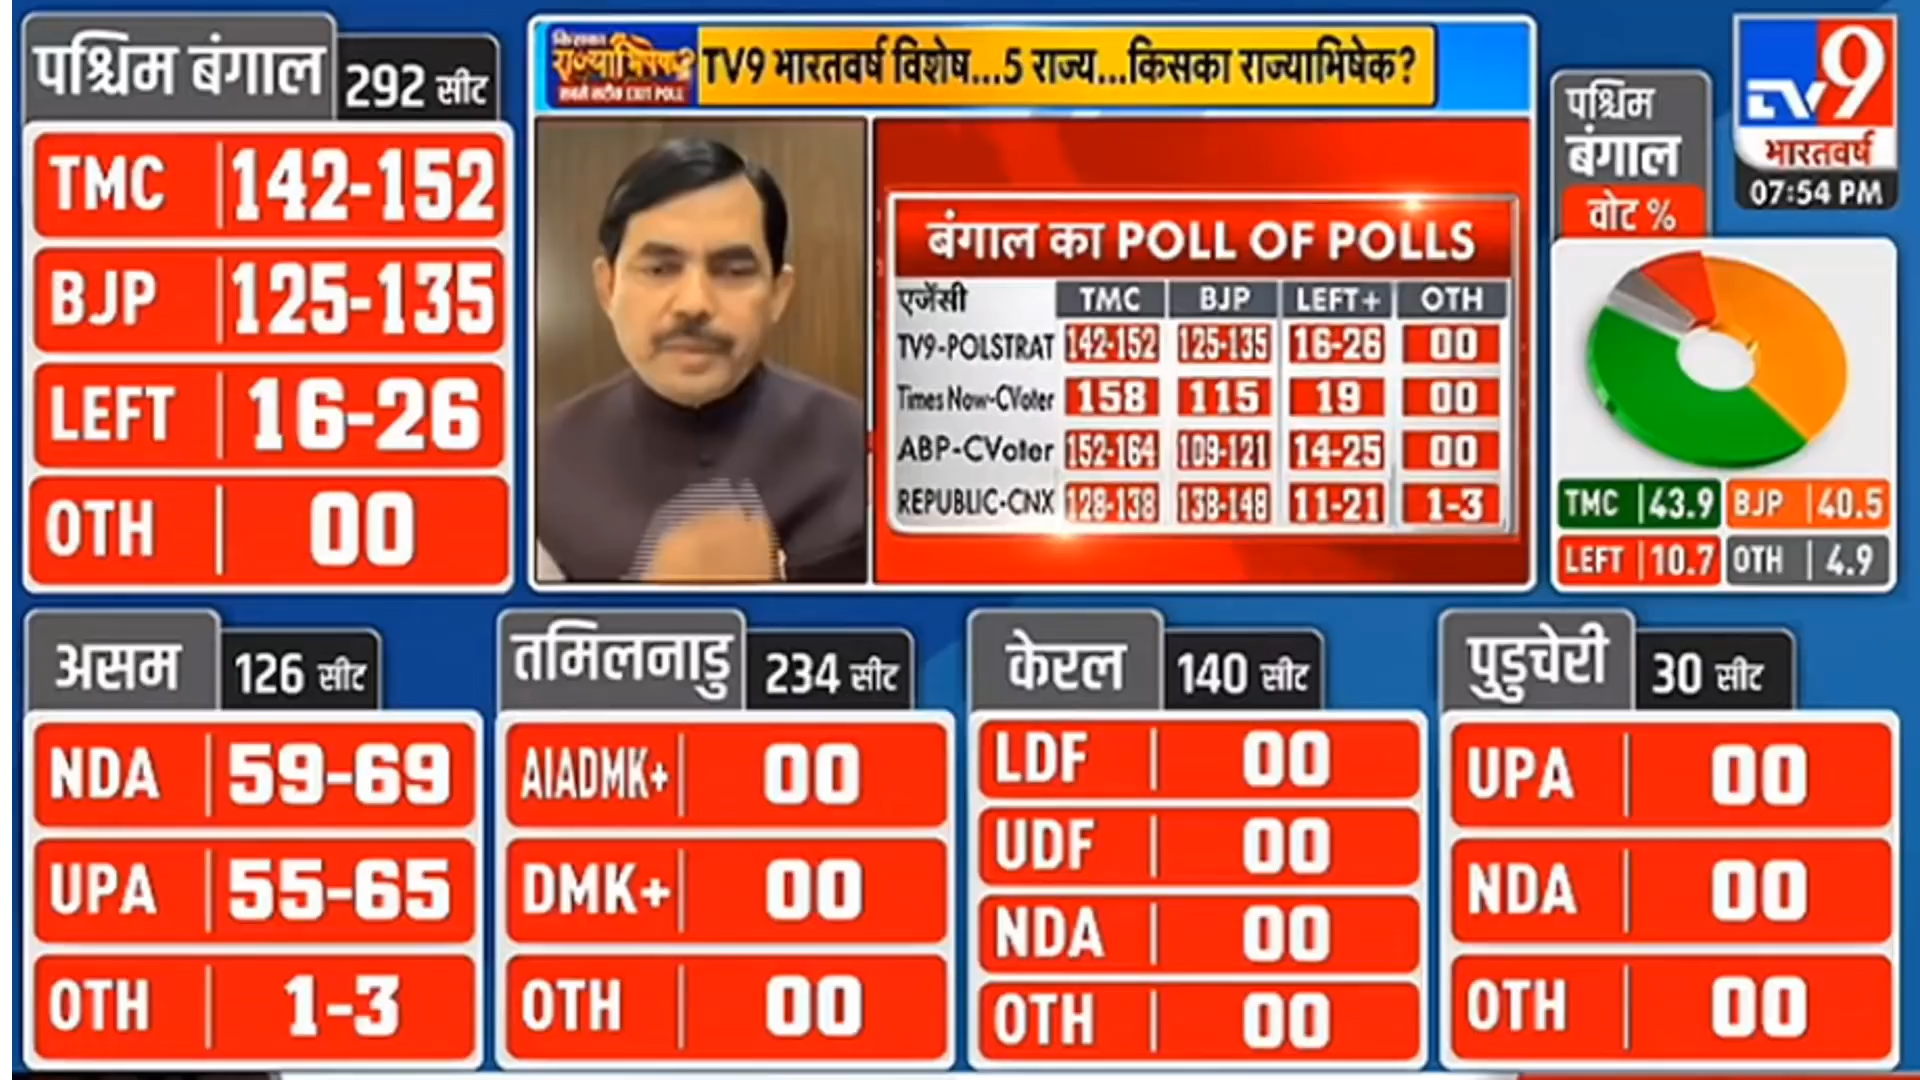 पश्चिम बंगाल 292 सीट
TMC 142-152
BJP 125-135
LEFT 16-26
OTH 00
किसका राज्याभिषेक?
सबसे सटीक EXIT POLL
TV9 भारतवर्ष विशेष...5 राज्य...किसका राज्याभिषेक?
बंगाल का POLL OF POLLS
एजेंसी TMC BJP LEFT+ OTH
TV9-POLSTRAT 142-152 125-135 16-26 00
Times Now-CVoter 158 115 19 00
ABP-CVoter 152-164 109-121 14-25 00
REPUBLIC-CNX 128-138 138-148 11-21 1-3
पश्चिम
बंगाल
वोट %
TMC 43.9 BJP 40.5
LEFT 10.7 OTH 4.9
TV9
भारतवर्ष
07:54 PM
असम 126 सीट
NDA 59-69
UPA 55-65
OTH 1-3
तमिलनाडु 234 सीट
AIADMK+ 00
DMK+ 00
OTH 00
केरल 140 सीट
LDF 00
UDF 00
NDA 00
OTH 00
पुडुचेरी 30 सीट
UPA 00
NDA 00
OTH 00